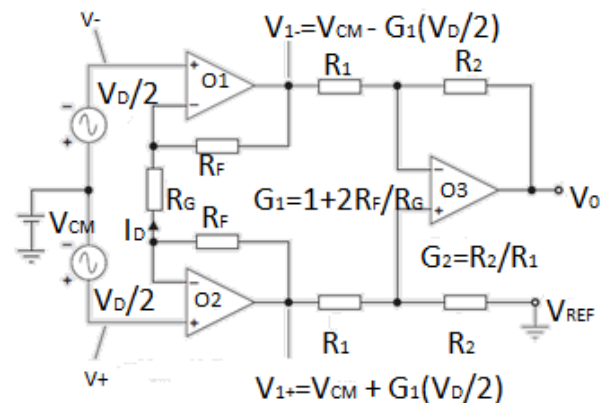 V-
V1-=VCM - G1(VD/2)
R1
R2
O1
VD/2
RF
RG
G1=1+2RF/RG
O3
V0
VCM
ID
RF
G2=R2/R1
VD/2
O2
R1
R2
VREF
V+
V1+=VCM + G1(VD/2)